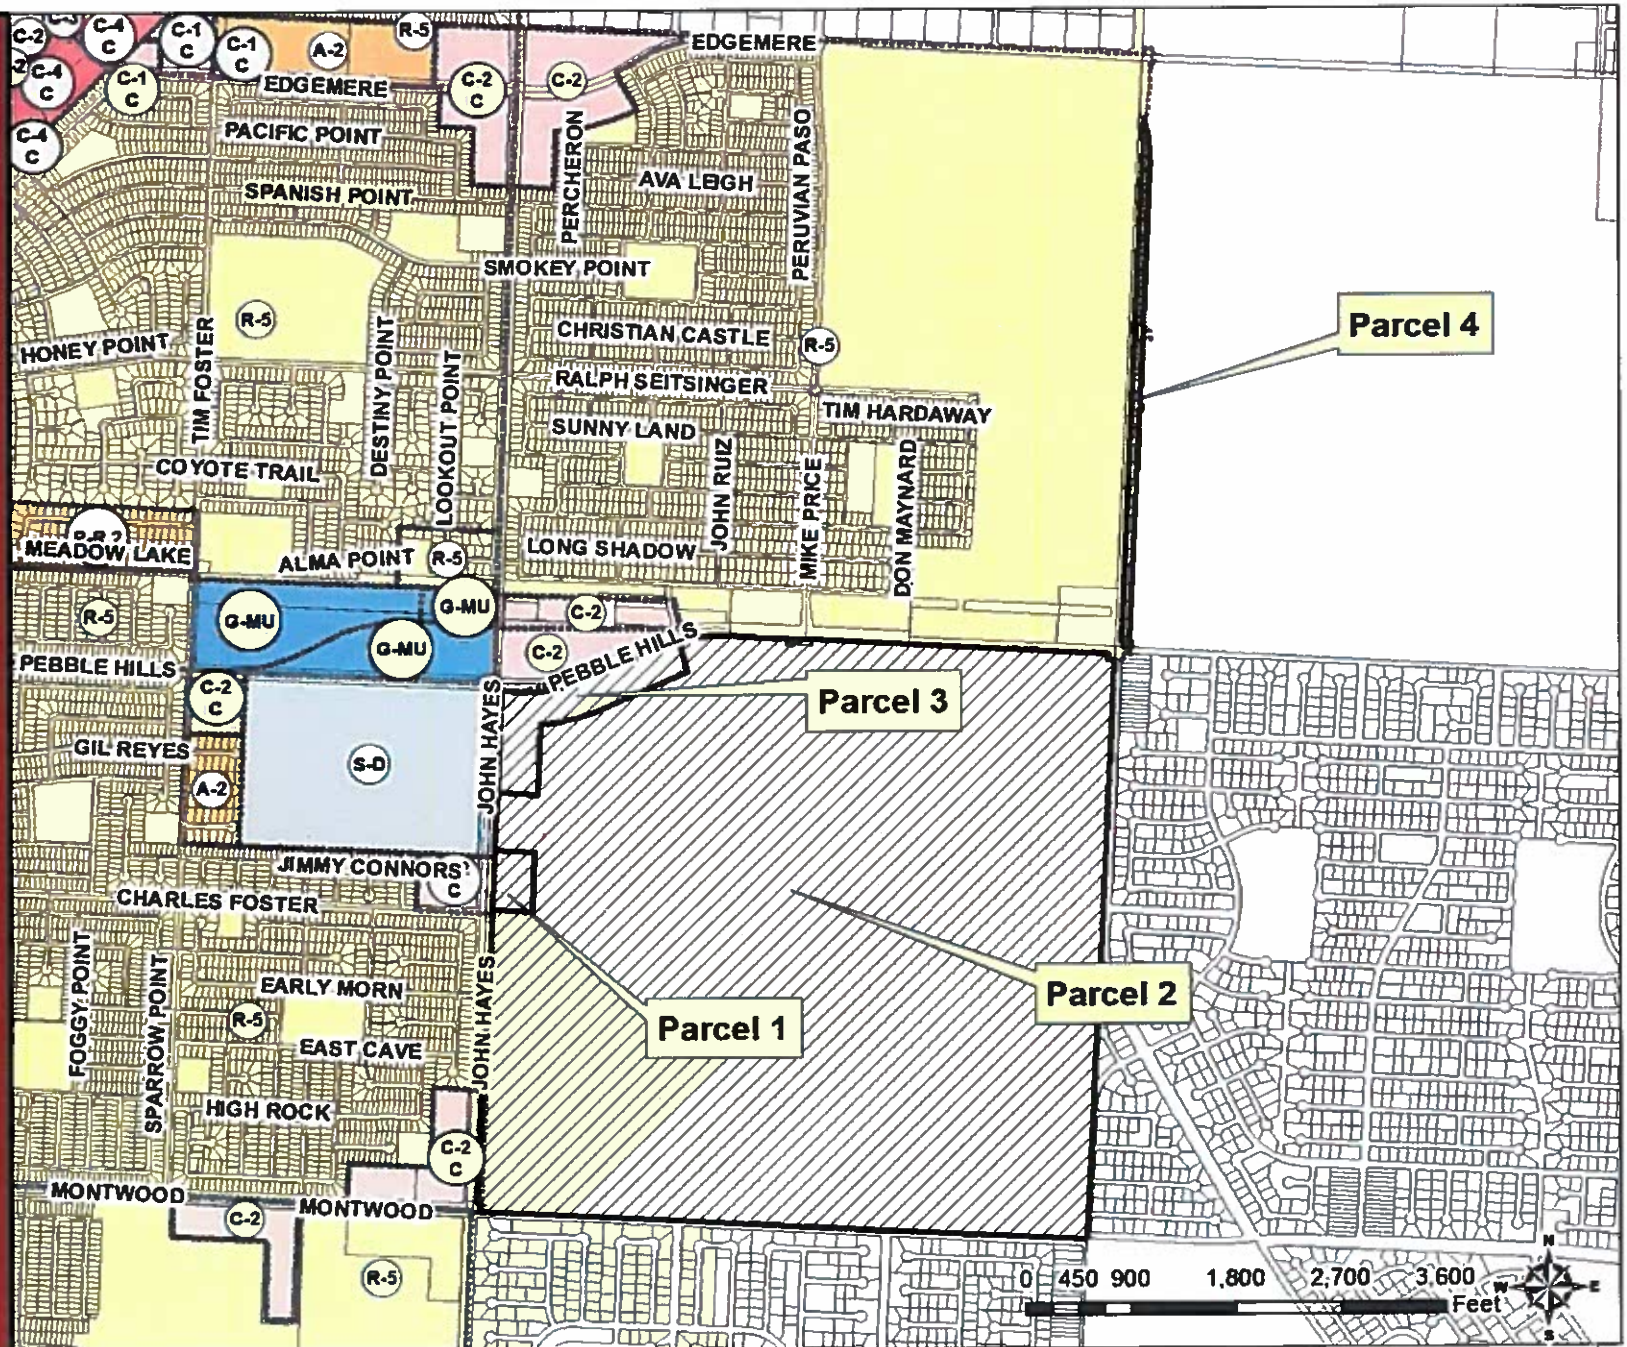 C-2
C-4
C
C-1
C
C-1
C
A-2
R-5
EDGEMERE
C-4
C
C-1
C
EDGEMERE
C-2
C
C-2
C-4
C
PACIFIC POINT
PERCHERON
PERUVIAN PASO
AVA LEIGH
SPANISH POINT
SMOKEY POINT
R-5
HONEY POINT
TIM FOSTER
DESTINY POINT
LOOKOUT POINT
CHRISTIAN CASTLE
R-5
Parcel 4
RALPH SEITSINGER
TIM HARDAWAY
SUNNY LAND
JOHN RUIZ
MIKE PRICE
DON MAYNARD
COYOTE TRAIL
MEADOW LAKE
ALMA POINT
R-5
LONG SHADOW
R-5
G-MU
G-MU
G-MU
C-2
C-2
PEBBLE HILLS
PEBBLE HILLS
C-2
C
Parcel 3
JOHN HAYES
GIL REYES
A-2
S-D
JIMMY CONNORS
C
CHARLES FOSTER
FOGGY POINT
SPARROW POINT
EARLY MORN
JOHN HAYES
R-5
EAST CAVE
Parcel 1
Parcel 2
HIGH ROCK
C-2
C
MONTWOOD
MONTWOOD
C-2
R-5
0 450 900 1,800 2,700 3,600
Feet
N
W
E
S